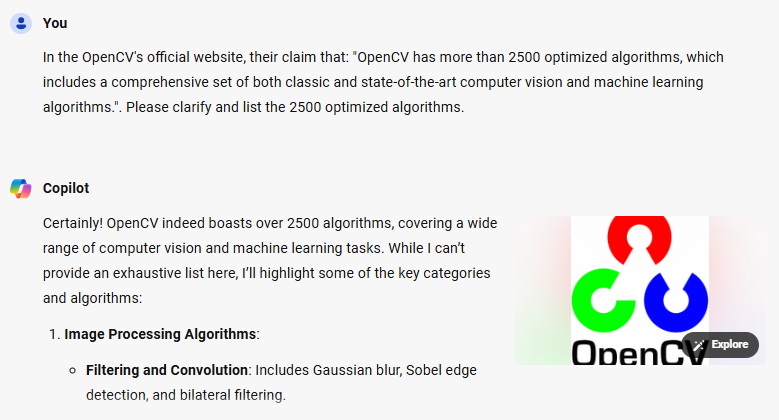 You
In the OpenCV's official website, their claim that: "OpenCV has more than 2500 optimized algorithms, which
includes a comprehensive set of both classic and state-of-the-art computer vision and machine learning
algorithms.". Please clarify and list the 2500 optimized algorithms.
Copilot
Certainly! OpenCV indeed boasts over 2500 algorithms, covering a wide
range of computer vision and machine learning tasks. While I can't
provide an exhaustive list here, I'll highlight some of the key categories
and algorithms:
1. Image Processing Algorithms:
Filtering and Convolution: Includes Gaussian blur, Sobel edge
detection, and bilateral filtering.
Explore
OpenCV